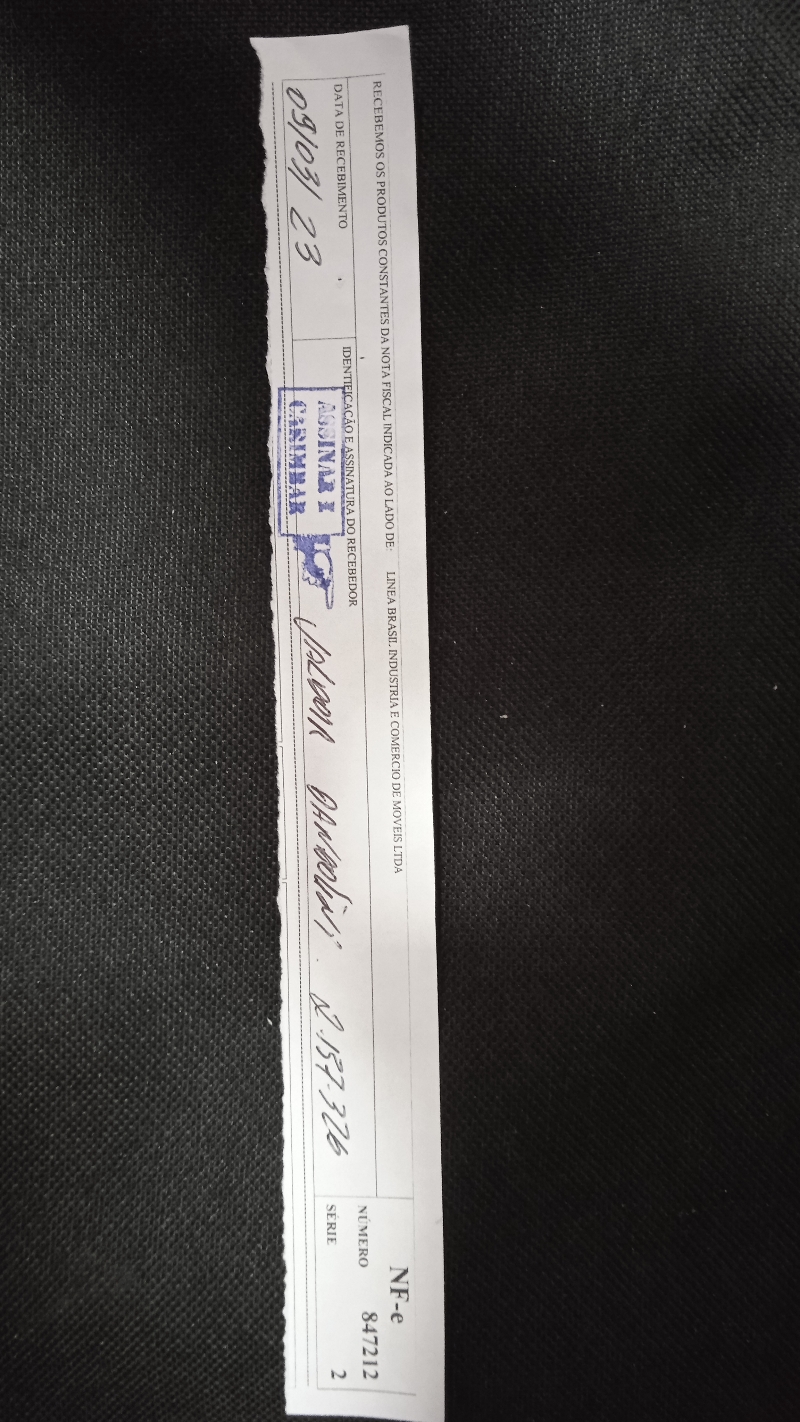 RECEBEMOS OS PRODUTOS CONSTANTES DA NOTA FISCAL INDICADA AO LADO DE: LINEA BRASIL INDUSTRIA E COMERCIO DE MOVEIS LTDA
DATA DE RECEBIMENTO
09/03/23
IDENTIFICAÇÃO E ASSINATURA DO RECEBEDOR
ASSINAR E
CARIMBAR
VALDOIR 2.157.326
NF-e
NÚMERO 847212
SÉRIE 2